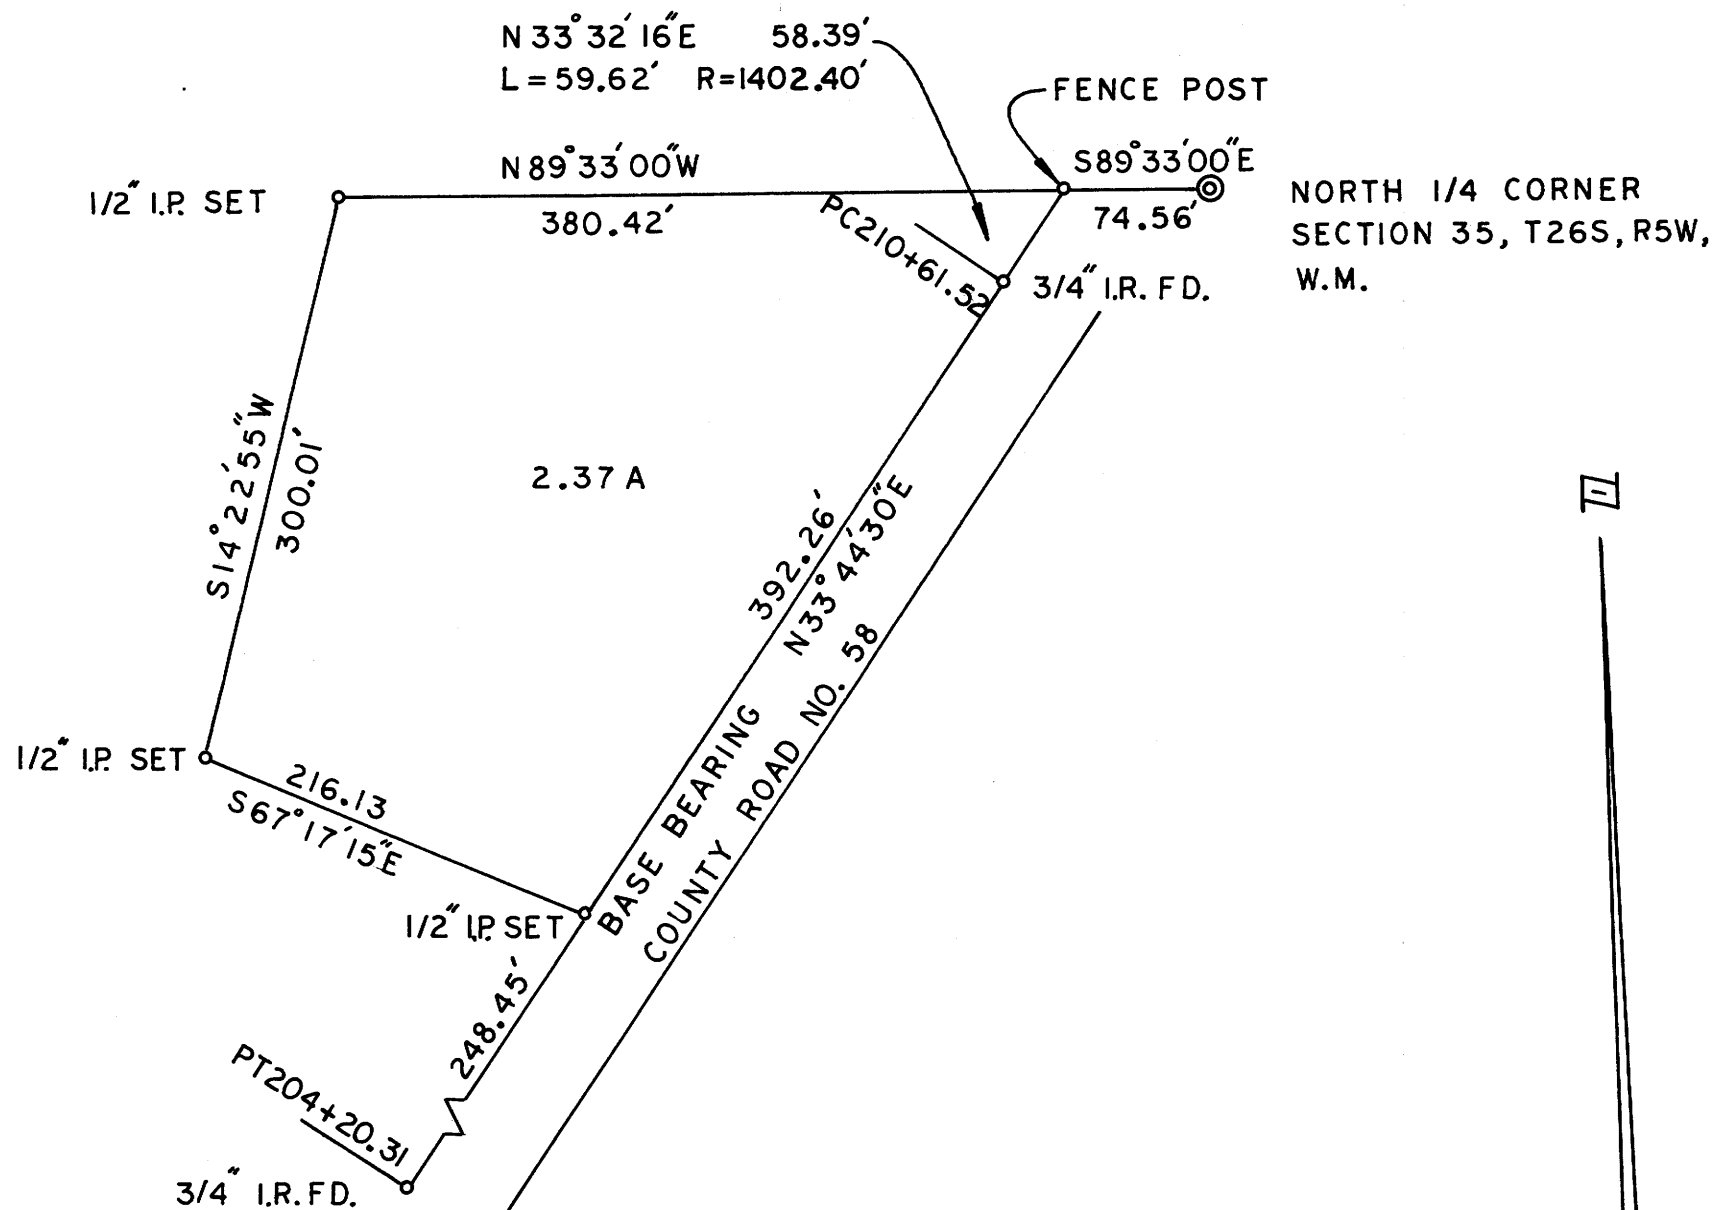 N 33° 32' 16" E 58.39'
L = 59.62' R=1402.40'
FENCE POST
N 89° 33' 00" W
S89° 33' 00" E
1/2" I.P. SET
380.42'
74.56'
NORTH 1/4 CORNER
SECTION 35, T26S, R5W,
W.M.
PC210+61.52
3/4" I.R. FD.
S14° 22' 55" W
300.01'
2.37 A
392.26'
N33° 44' 30" E
BASE BEARING
COUNTY ROAD NO. 58
1/2" I.P. SET
216.13
S67° 17' 15" E
1/2" I.P. SET
248.45'
PT204+20.31
3/4" I.R. FD.